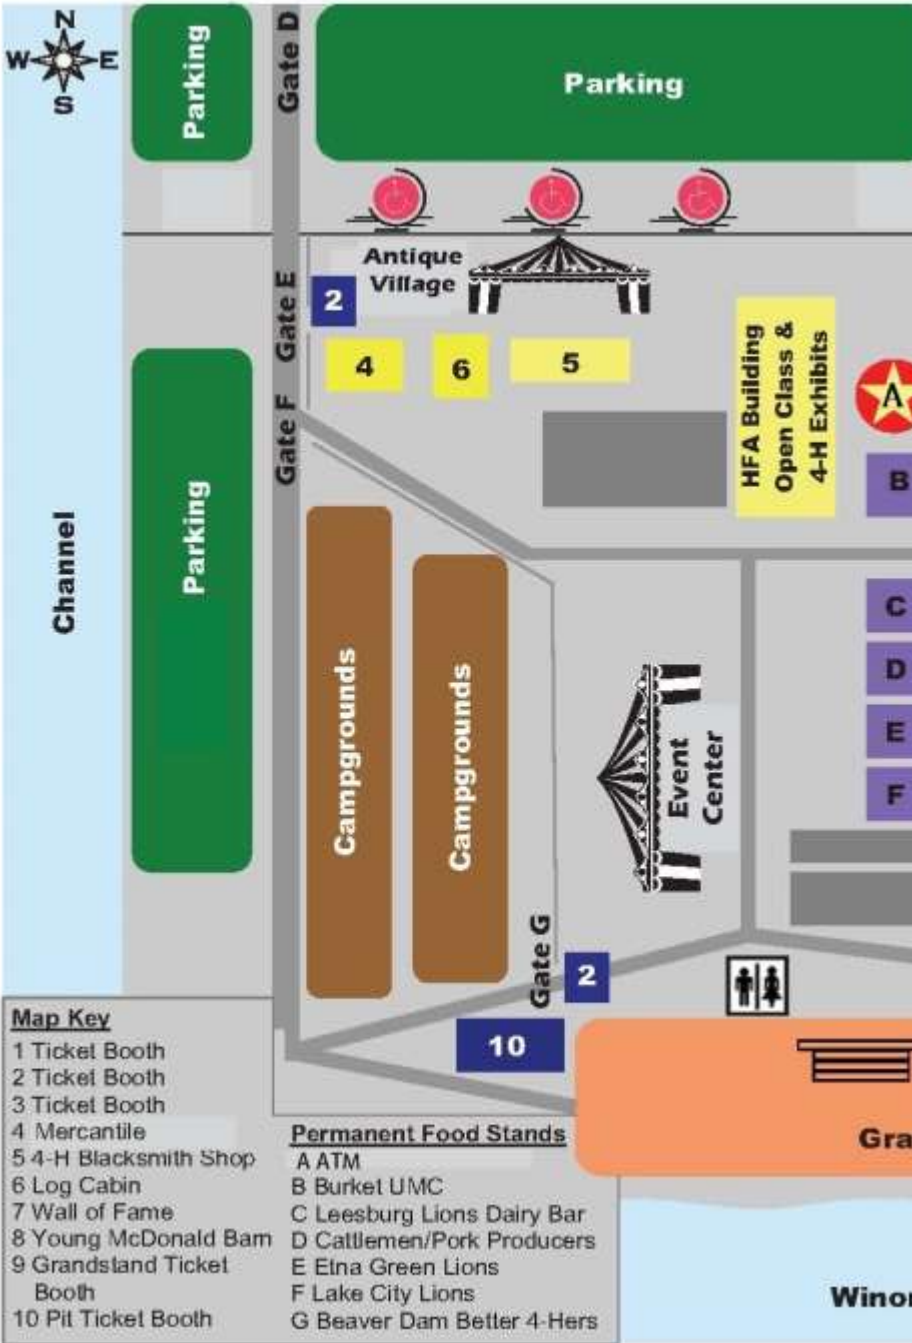 N
W E
S
Parking
Gate D
Parking
Antique
Village
Gate E
2
4
6
5
HFA Building
Open Class &
4-H Exhibits
A
B
Gate F
Parking
Channel
C
D
E
F
Campgrounds
Campgrounds
Event
Center
Gate G
2
10
Gra
Winor
Map Key
1 Ticket Booth
2 Ticket Booth
3 Ticket Booth
4 Mercantile
5 4-H Blacksmith Shop
6 Log Cabin
7 Wall of Fame
8 Young McDonald Barn
9 Grandstand Ticket
Booth
10 Pit Ticket Booth
Permanent Food Stands
A ATM
B Burket UMC
C Leesburg Lions Dairy Bar
D Cattlemen/Pork Producers
E Etna Green Lions
F Lake City Lions
G Beaver Dam Better 4-Hers